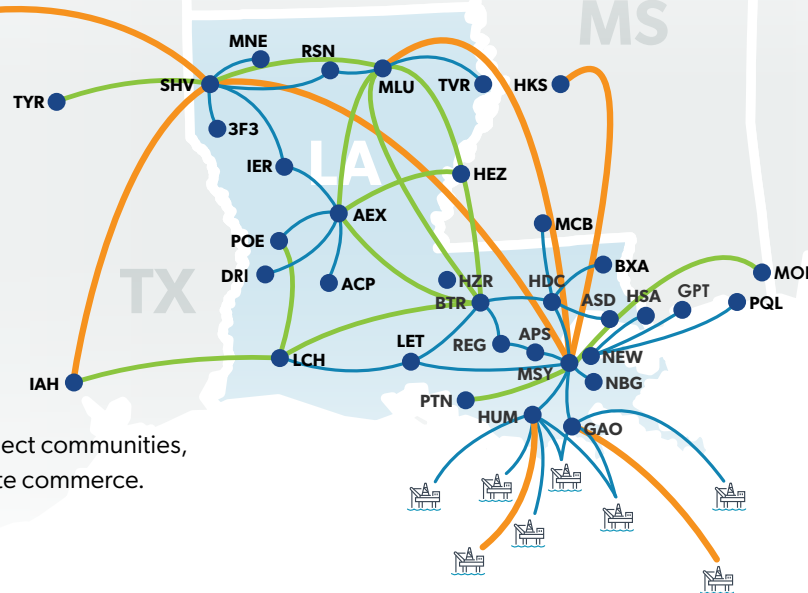 MS
MNE
RSN
SHV
MLU
TVR
HKS
TYR
3F3
LA
IER
HEZ
AEX
MCB
POE
BXA
DRI
ACP
HZR
HDC
MOB
TX
BTR
ASD
HSA
GPT
PQL
LET
REG
APS
LCH
NEW
MSY
IAH
NBG
PTN
HUM
GAO
ect communities,
te commerce.